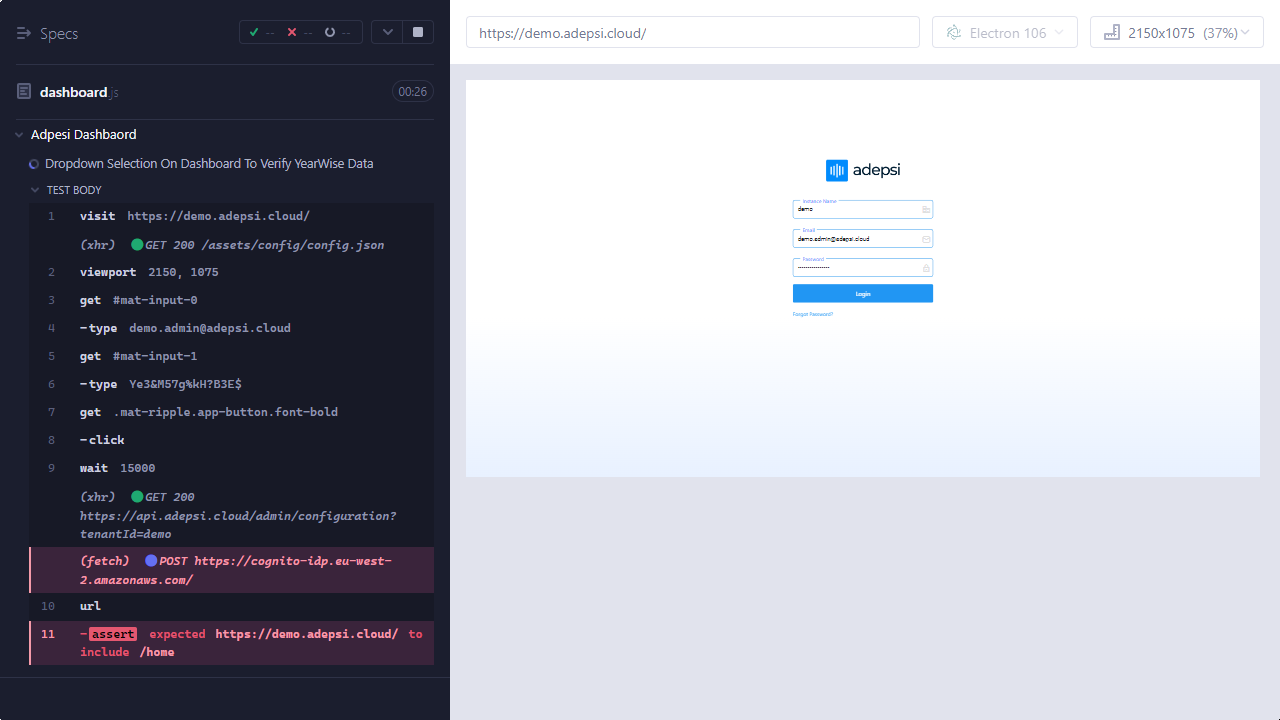 Specs
-- -- --
dashboard.js
00:26
Adpesi Dashbaord
Dropdown Selection On Dashboard To Verify YearWise Data
TEST BODY
1 visit https://demo.adepsi.cloud/
(xhr) GET 200 /assets/config/config.json
2 viewport 2150, 1075
3 get #mat-input-0
4 -type demo.admin@adepsi.cloud
5 get #mat-input-1
6 -type Ye3&M57g%kH?B3E$
7 get .mat-ripple.app-button.font-bold
8 -click
9 wait 15000
(xhr) GET 200
https://api.adepsi.cloud/admin/configuration?
tenantId=demo
(fetch) POST https://cognito-idp.eu-west-
2.amazonaws.com/
10 url
11 -assert expected https://demo.adepsi.cloud/ to
include /home
https://demo.adepsi.cloud/
Electron 106
2150x1075 (37%)
adepsi
Instance Name
demo
Email
demo.admin@adepsi.cloud
Password
Login
Forgot Password?